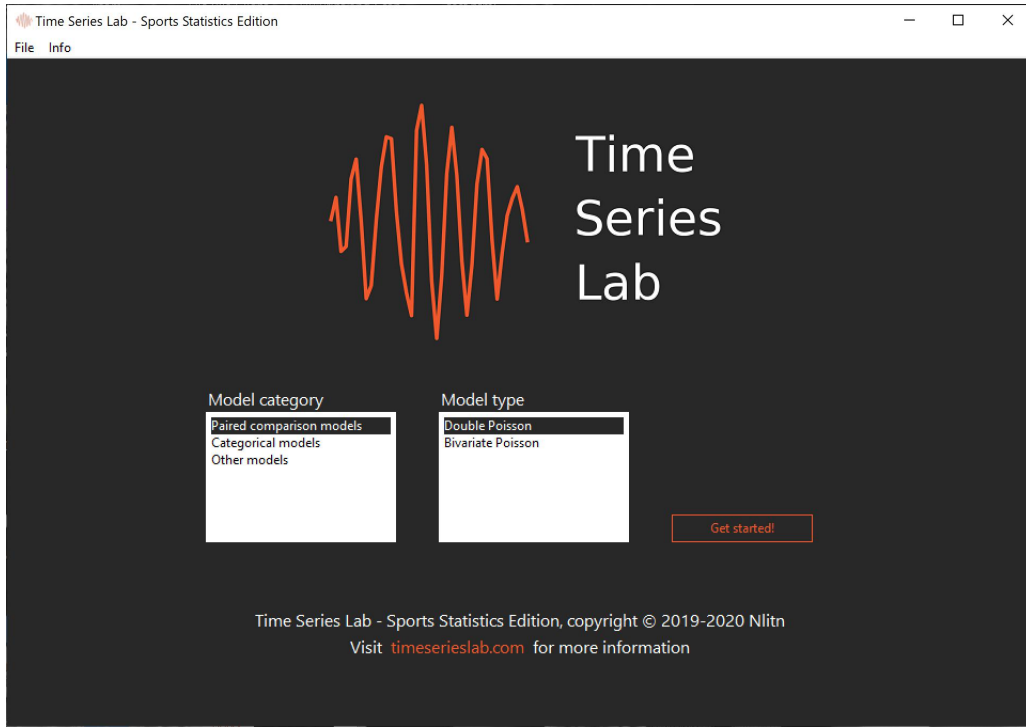 Time Series Lab - Sports Statistics Edition
File Info
Time
Series
Lab
Model category
Paired comparison models
Categorical models
Other models
Model type
Double Poisson
Bivariate Poisson
Get started!
Time Series Lab - Sports Statistics Edition, copyright © 2019-2020 Nlitn
Visit timeserieslab.com for more information